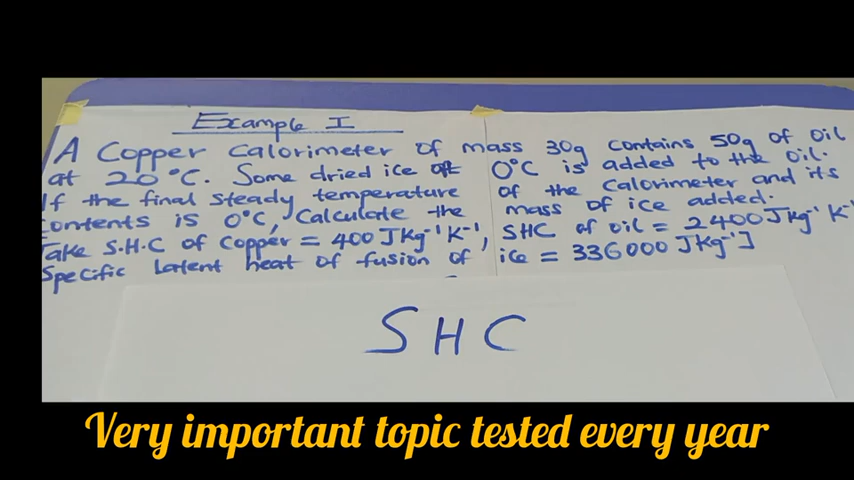 Example I
A Copper Calorimeter of mass 30g contains 50g of oil
at 20°C. Some dried ice at 0°C is added to the oil.
If the final steady temperature of the Calorimeter and its
contents is 0°C, Calculate the mass of ice added.
Take S.H.C of Copper = 400 JKg⁻¹K⁻¹, SHC of oil = 2400JKg⁻¹K⁻¹
Specific Latent heat of fusion of ice = 336000 JKg⁻¹]
SHC
Very important topic tested every year